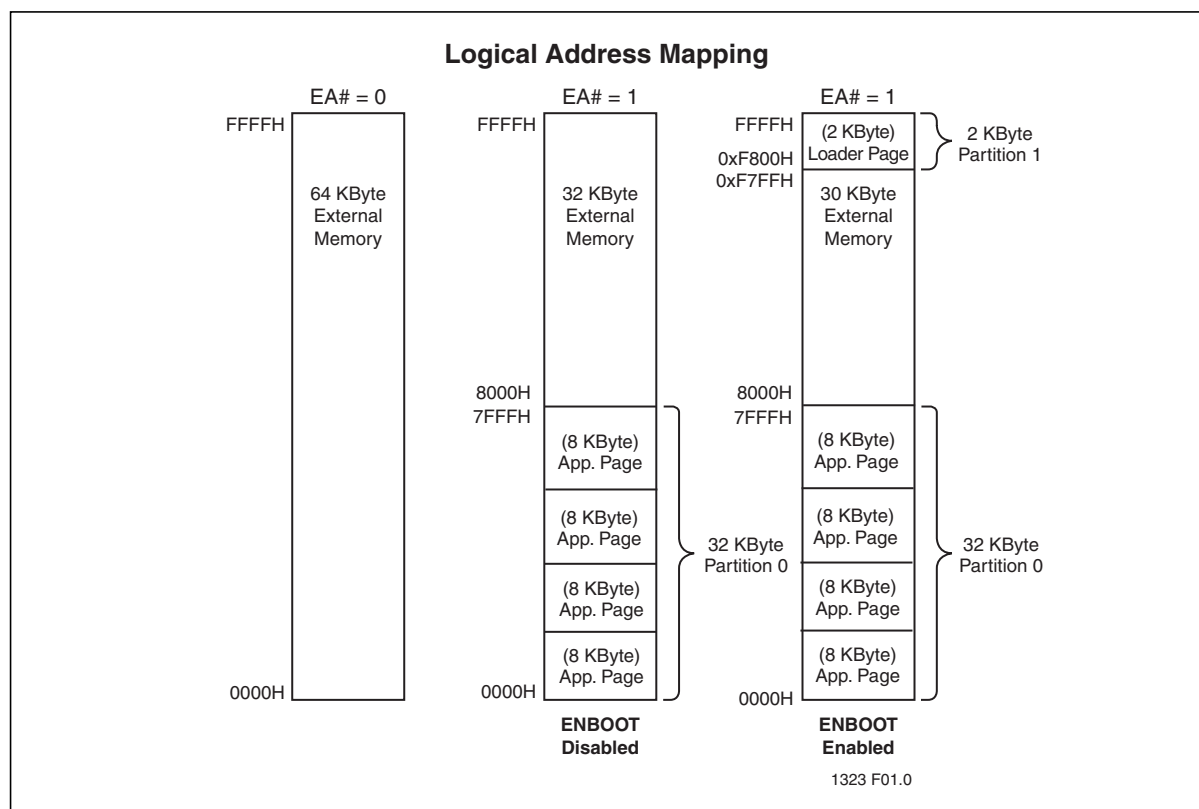 Logical Address Mapping
EA# = 0
FFFFH
64 KByte
External
Memory
0000H
EA# = 1
FFFFH
32 KByte
External
Memory
8000H
7FFFH
(8 KByte)
App. Page
(8 KByte)
App. Page
(8 KByte)
App. Page
(8 KByte)
App. Page
32 KByte
Partition 0
0000H
ENBOOT
Disabled
EA# = 1
FFFFH
(2 KByte)
Loader Page
2 KByte
Partition 1
0xF800H
0xF7FFH
30 KByte
External
Memory
8000H
7FFFH
(8 KByte)
App. Page
(8 KByte)
App. Page
(8 KByte)
App. Page
(8 KByte)
App. Page
32 KByte
Partition 0
0000H
ENBOOT
Enabled
1323 F01.0